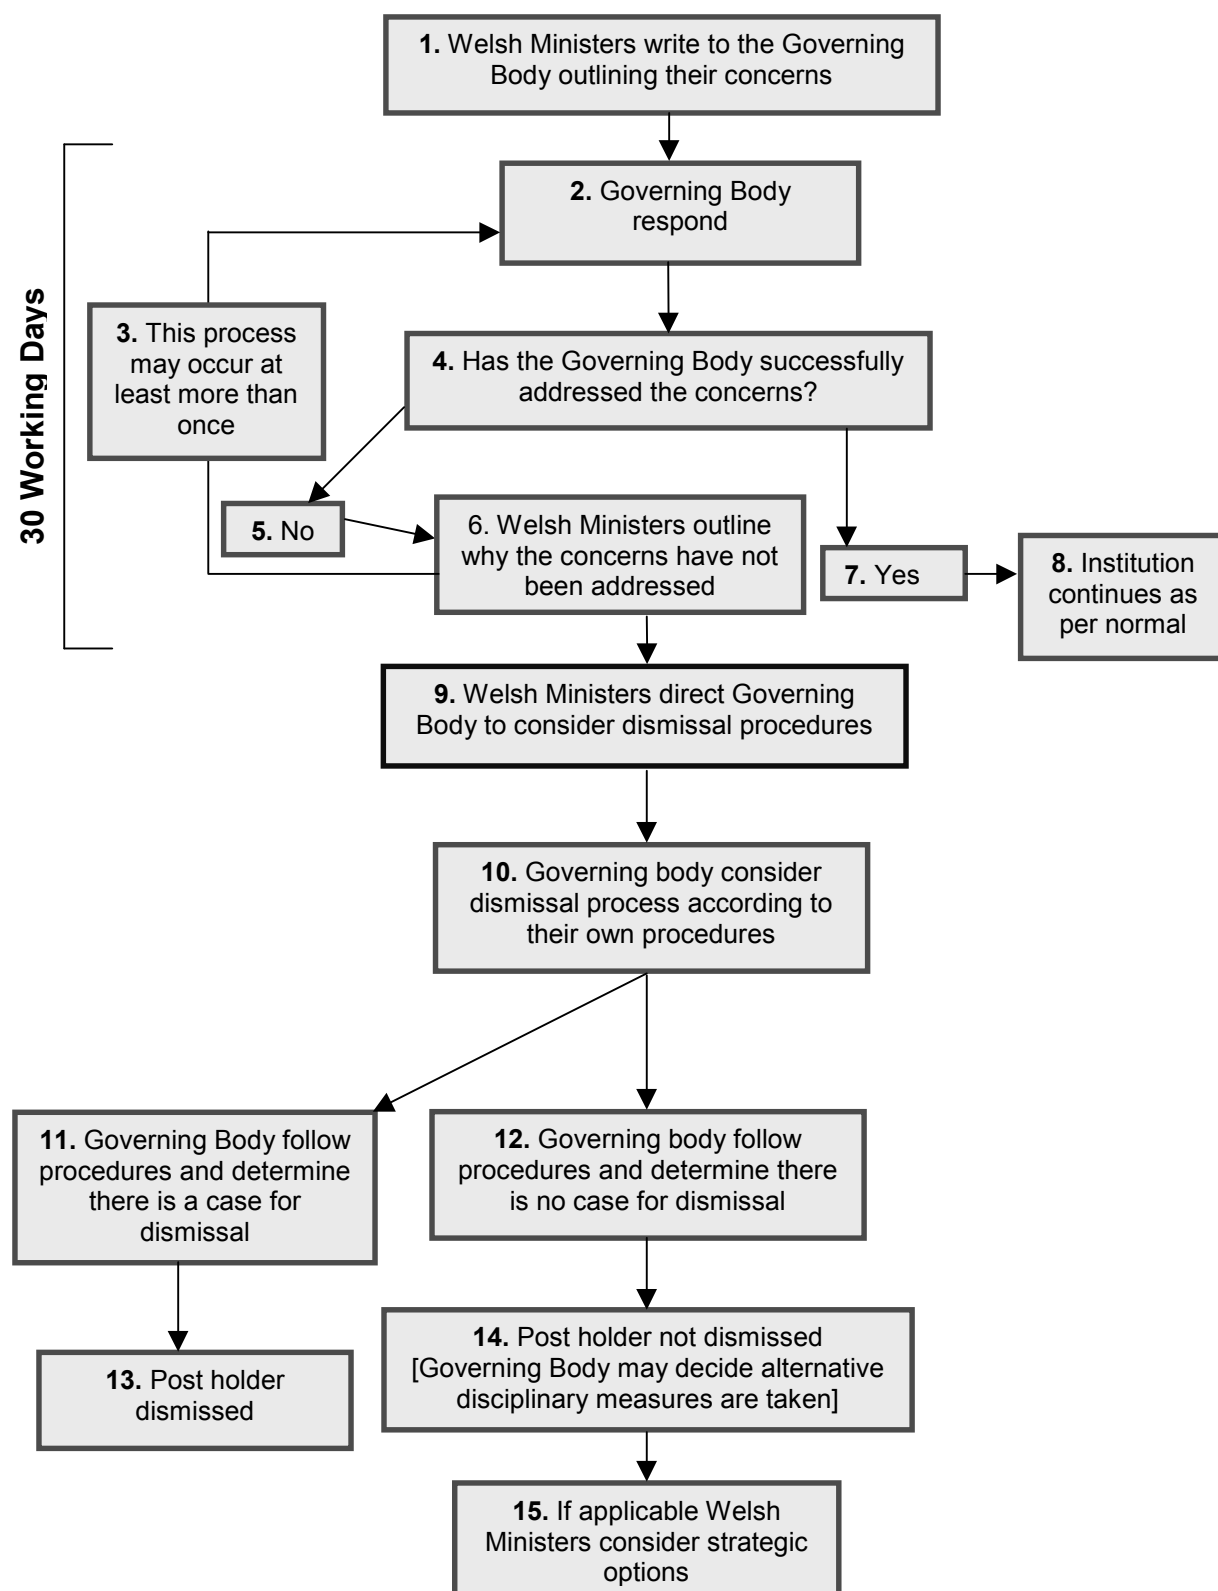 1. Welsh Ministers write to the Governing
Body outlining their concerns
30 Working Days
2. Governing Body
respond
3. This process
may occur at
least more than
once
4. Has the Governing Body successfully
addressed the concerns?
5. No
6. Welsh Ministers outline
why the concerns have not
been addressed
7. Yes
8. Institution
continues as
per normal
9. Welsh Ministers direct Governing
Body to consider dismissal procedures
10. Governing body consider
dismissal process according to
their own procedures
11. Governing Body follow
procedures and determine
there is a case for
dismissal
12. Governing body follow
procedures and determine there
is no case for dismissal
13. Post holder
dismissed
14. Post holder not dismissed
[Governing Body may decide alternative
disciplinary measures are taken]
15. If applicable Welsh
Ministers consider strategic
options